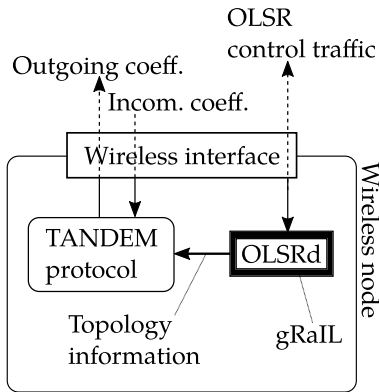 OLSR
control traffic
Outgoing coeff.
Incom. coeff.
Wireless interface
Wireless node
TANDEM
protocol
OLSRd
Topology
information
gRaIL